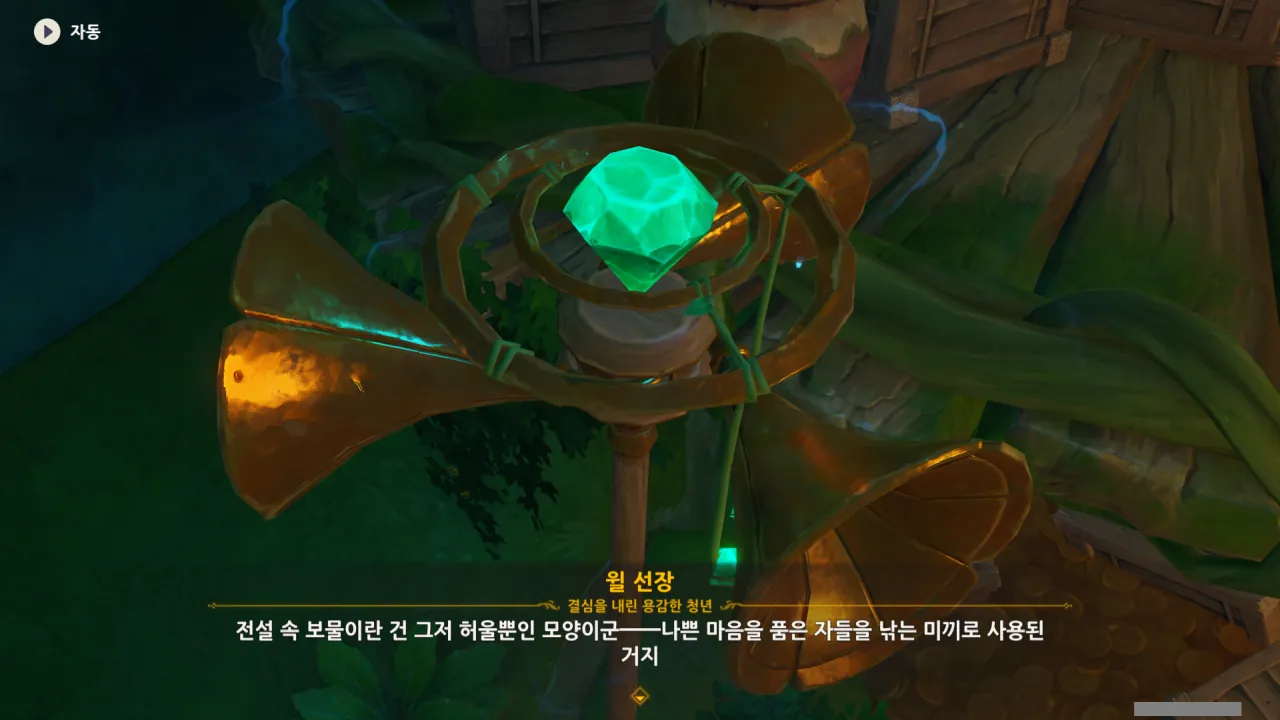 자동
윌 선장
결심을 내린 용감한 청년
전설 속 보물이란 건 그저 허울뿐인 모양이군——나쁜 마음을 품은 자들을 낚는 미끼로 사용된
거지